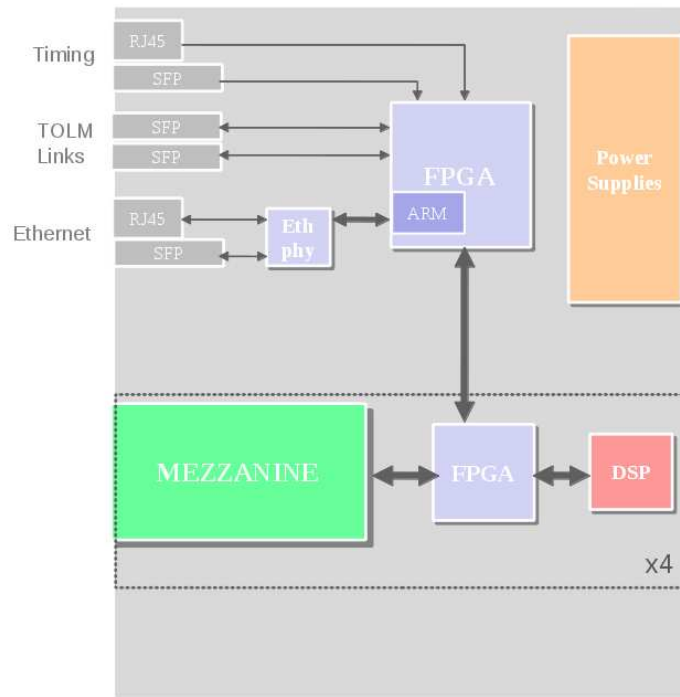 RJ45
Timing
SFP
TOLM
Links
SFP
SFP
FPGA
ARM
Power
Supplies
Ethernet
RJ45
SFP
Eth
phy
MEZZANINE
FPGA
DSP
x4